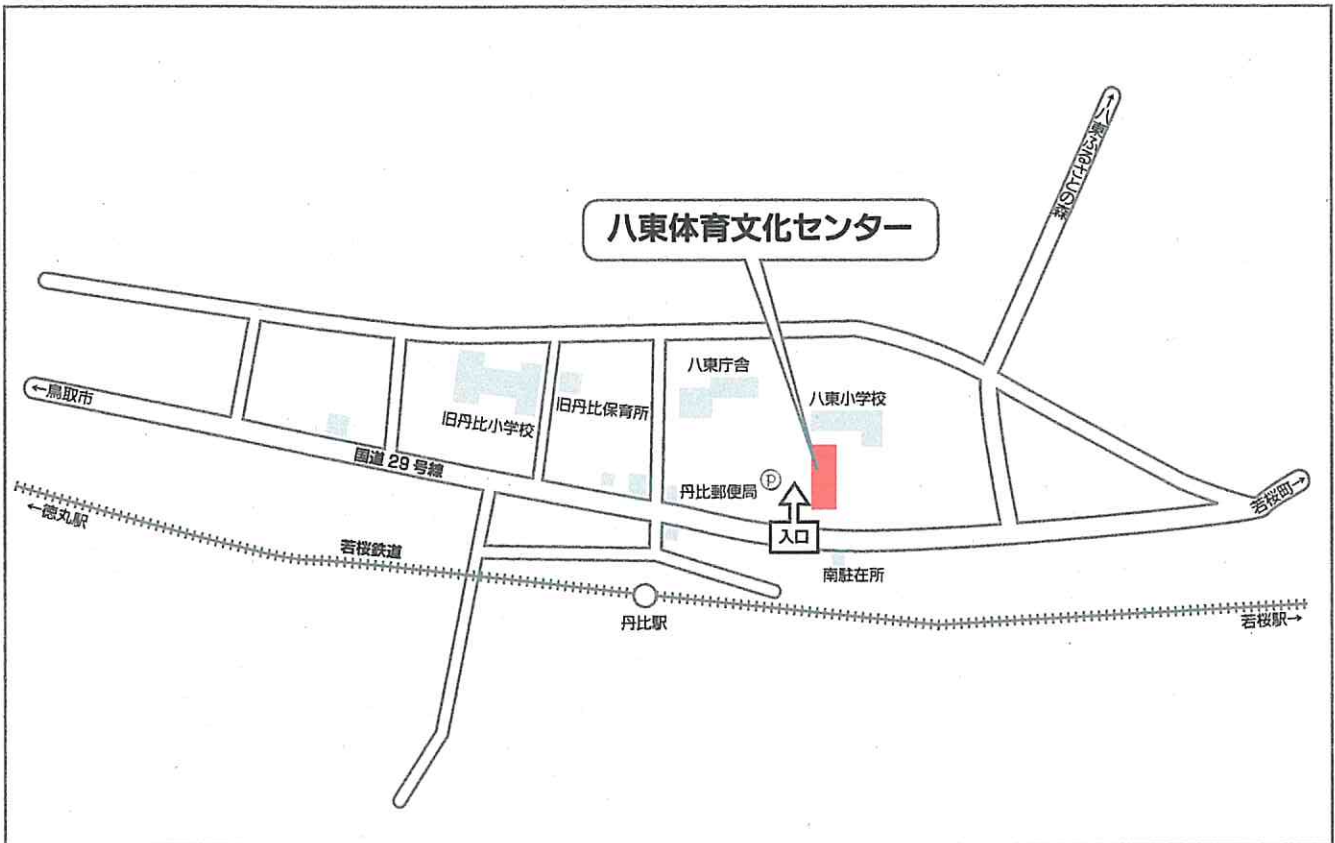 ↑八東ふるさとの森
八東体育文化センター
八東庁舎
八東小学校
←鳥取市
旧丹比小学校
旧丹比保育所
国道29号線
丹比郵便局
P
若桜町→
←徳丸駅
入口
若桜鉄道
南駐在所
丹比駅
若桜駅→